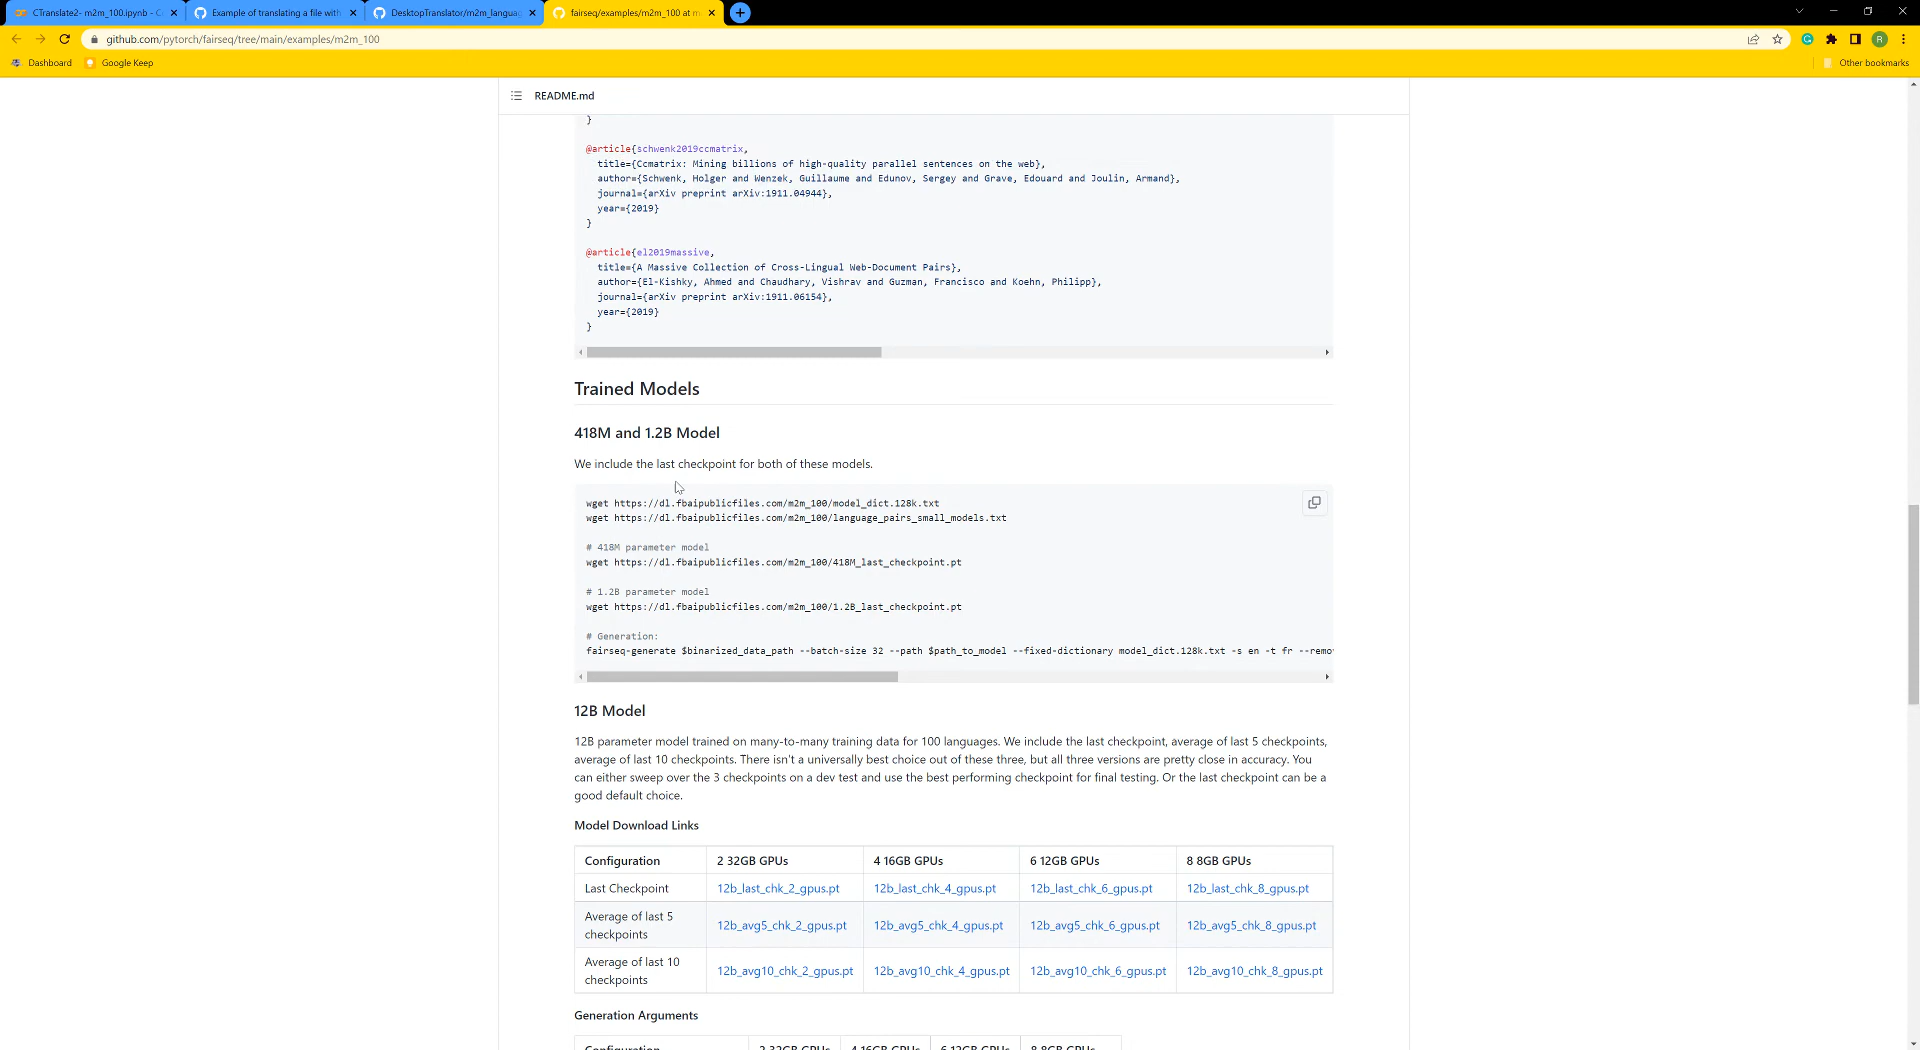 CTranslate2- m2m_100.ipynb - C
Example of translating a file with
DesktopTranslator/m2m_langua
fairseq/examples/m2m_100 at m
github.com/pytorch/fairseq/tree/main/examples/m2m_100
R
Dashboard
Google Keep
Other bookmarks
README.md
}
@article{schwenk2019ccmatrix,
title={Ccmatrix: Mining billions of high-quality parallel sentences on the web},
author={Schwenk, Holger and Wenzek, Guillaume and Edunov, Sergey and Grave, Edouard and Joulin, Armand},
journal={arXiv preprint arXiv:1911.04944},
year={2019}
}
@article{el2019massive,
title={A Massive Collection of Cross-Lingual Web-Document Pairs},
author={El-Kishky, Ahmed and Chaudhary, Vishrav and Guzman, Francisco and Koehn, Philipp},
journal={arXiv preprint arXiv:1911.06154},
year={2019}
}
Trained Models
418M and 1.2B Model
We include the last checkpoint for both of these models.
wget https://dl.fbaipublicfiles.com/m2m_100/model_dict.128k.txt
wget https://dl.fbaipublicfiles.com/m2m_100/language_pairs_small_models.txt
# 418M parameter model
wget https://dl.fbaipublicfiles.com/m2m_100/418M_last_checkpoint.pt
# 1.2B parameter model
wget https://dl.fbaipublicfiles.com/m2m_100/1.2B_last_checkpoint.pt
# Generation:
fairseq-generate $binarized_data_path --batch-size 32 --path $path_to_model --fixed-dictionary model_dict.128k.txt -s en -t fr --remo
12B Model
12B parameter model trained on many-to-many training data for 100 languages. We include the last checkpoint, average of last 5 checkpoints,
average of last 10 checkpoints. There isn't a universally best choice out of these three, but all three versions are pretty close in accuracy. You
can either sweep over the 3 checkpoints on a dev test and use the best performing checkpoint for final testing. Or the last checkpoint can be a
good default choice.
Model Download Links
Configuration 2 32GB GPUs 4 16GB GPUs 6 12GB GPUs 8 8GB GPUs
Last Checkpoint 12b_last_chk_2_gpus.pt 12b_last_chk_4_gpus.pt 12b_last_chk_6_gpus.pt 12b_last_chk_8_gpus.pt
Average of last 5
checkpoints 12b_avg5_chk_2_gpus.pt 12b_avg5_chk_4_gpus.pt 12b_avg5_chk_6_gpus.pt 12b_avg5_chk_8_gpus.pt
Average of last 10
checkpoints 12b_avg10_chk_2_gpus.pt 12b_avg10_chk_4_gpus.pt 12b_avg10_chk_6_gpus.pt 12b_avg10_chk_8_gpus.pt
Generation Arguments
Configuration 2 32GB GPUs 4 16GB GPUs 6 12GB GPUs 8 8GB GPUs